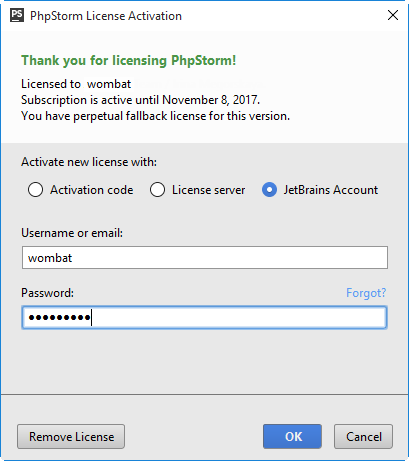 PS PhpStorm License Activation
Thank you for licensing PhpStorm!
Licensed to wombat
Subscription is active until November 8, 2017.
You have perpetual fallback license for this version.
Activate new license with:
Activation code License server JetBrains Account
Username or email:
wombat
Password: Forgot?
•••••••••
Remove License OK Cancel